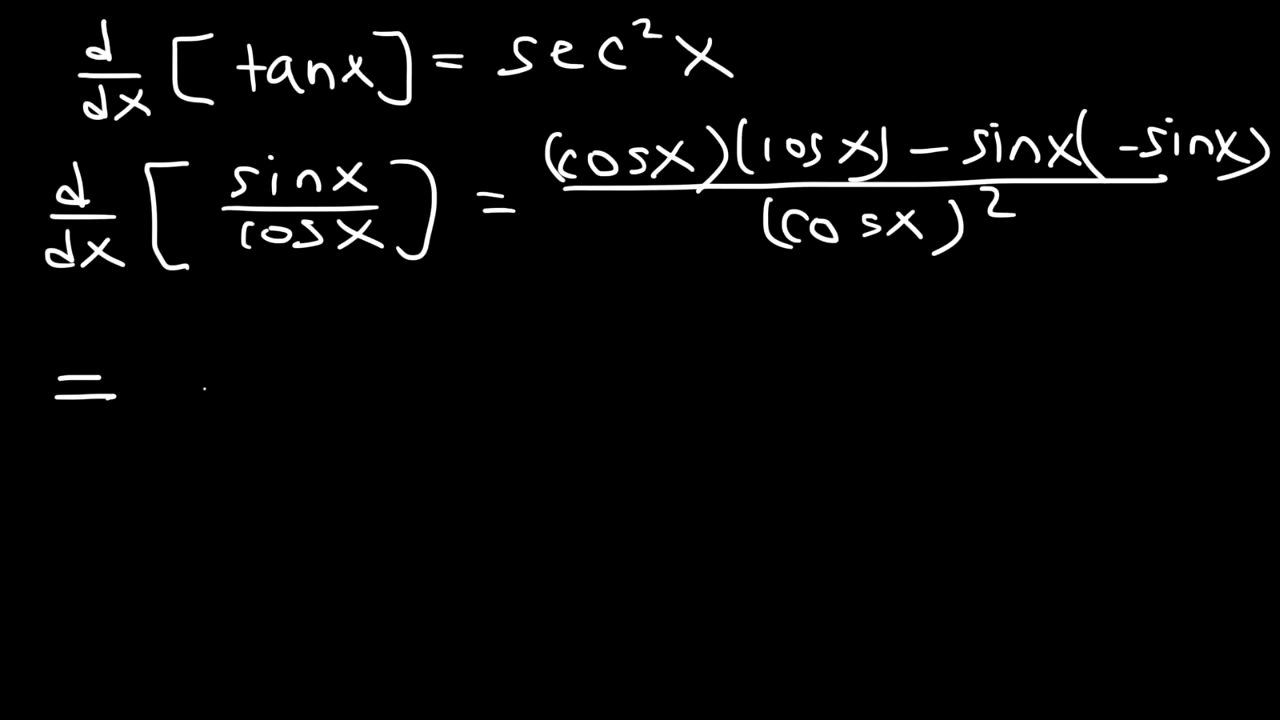 d/dx [tanx] = sec²x
d/dx [sinx/cosx] = (cosx)(cosx) - sinx(-sinx)/(cosx)²
=